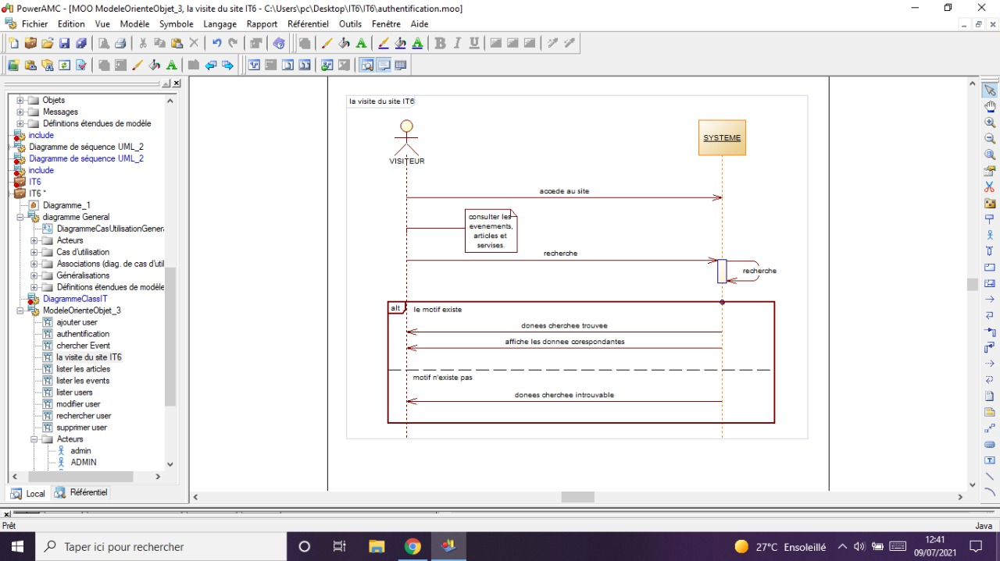 PowerAMC - [MOO ModeleOrienteObjet_3, la visite du site IT6 - C:\Users\pc\Desktop\IT6\IT6\authentification.moo]
Fichier Edition Vue Modèle Symbole Langage Rapport Référentiel Outils Fenêtre Aide
Objets
Messages
Définitions étendues de modèle
include
Diagramme de séquence UML_2
Diagramme de séquence UML_2
include
IT6
IT6 *
Diagramme_1
diagramme General
DiagrammeCasUtilisationGenera
Acteurs
Cas d'utilisation
Associations (diag. de cas d'util
Généralisations
Définitions étendues de modèle
DiagrammeClassIT
ModeleOrienteObjet_3
ajouter user
authentification
chercher Event
la visite du site IT6
lister les articles
lister les events
lister users
modifier user
rechercher user
supprimer user
Acteurs
admin
ADMIN
Local Référentiel
la visite du site IT6
VISITEUR
SYSTEME
accede au site
consulter les
evenements,
articles et
servises.
recherche
recherche
alt
le motif existe
donees cherchee trouvee
affiche les donnee corespondantes
motif n'existe pas
donees cherchee introuvable
Prêt
Java
Taper ici pour rechercher
27°C Ensoleillé
12:41
09/07/2021